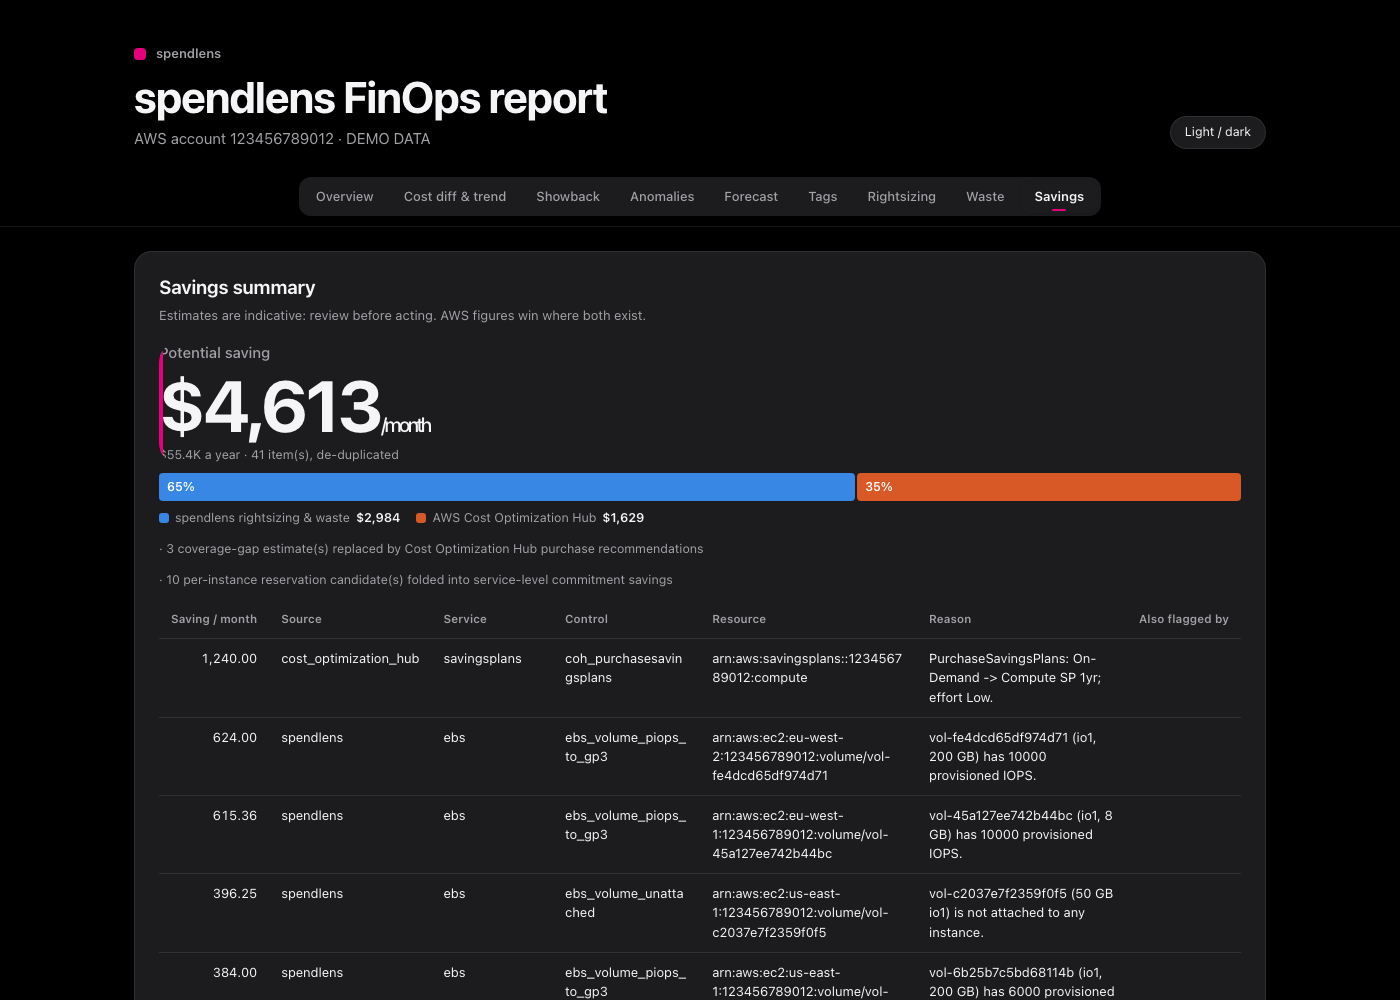 spendlens
spendlens FinOps report
AWS account 123456789012 · DEMO DATA
Light / dark
Overview Cost diff & trend Showback Anomalies Forecast Tags Rightsizing Waste Savings
Savings summary
Estimates are indicative: review before acting. AWS figures win where both exist.
Potential saving
$4,613/month
$55.4K a year · 41 item(s), de-duplicated
65% 35%
spendlens rightsizing & waste $2,984 AWS Cost Optimization Hub $1,629
· 3 coverage-gap estimate(s) replaced by Cost Optimization Hub purchase recommendations
· 10 per-instance reservation candidate(s) folded into service-level commitment savings
Saving / month Source Service Control Resource Reason Also flagged by
1,240.00 cost_optimization_hub savingsplans coh_purchasesavin arn:aws:savingsplans::1234567 PurchaseSavingsPlans: On-
gsplans 89012:compute Demand -> Compute SP 1yr;
effort Low.
624.00 spendlens ebs ebs_volume_piops_ arn:aws:ec2:eu-west- vol-fe4dcd65df974d71 (io1,
to_gp3 2:123456789012:volume/vol- 200 GB) has 10000
fe4dcd65df974d71 provisioned IOPS.
615.36 spendlens ebs ebs_volume_piops_ arn:aws:ec2:eu-west- vol-45a127ee742b44bc (io1, 8
to_gp3 1:123456789012:volume/vol- GB) has 10000 provisioned
45a127ee742b44bc IOPS.
396.25 spendlens ebs ebs_volume_unatta arn:aws:ec2:us-east- vol-c2037e7f2359f0f5 (50 GB
ched 1:123456789012:volume/vol- io1) is not attached to any
c2037e7f2359f0f5 instance.
384.00 spendlens ebs ebs_volume_piops_ arn:aws:ec2:us-east- vol-6b25b7c5bd68114b (io1,
to_gp3 1:123456789012:volume/vol- 200 GB) has 6000 provisioned